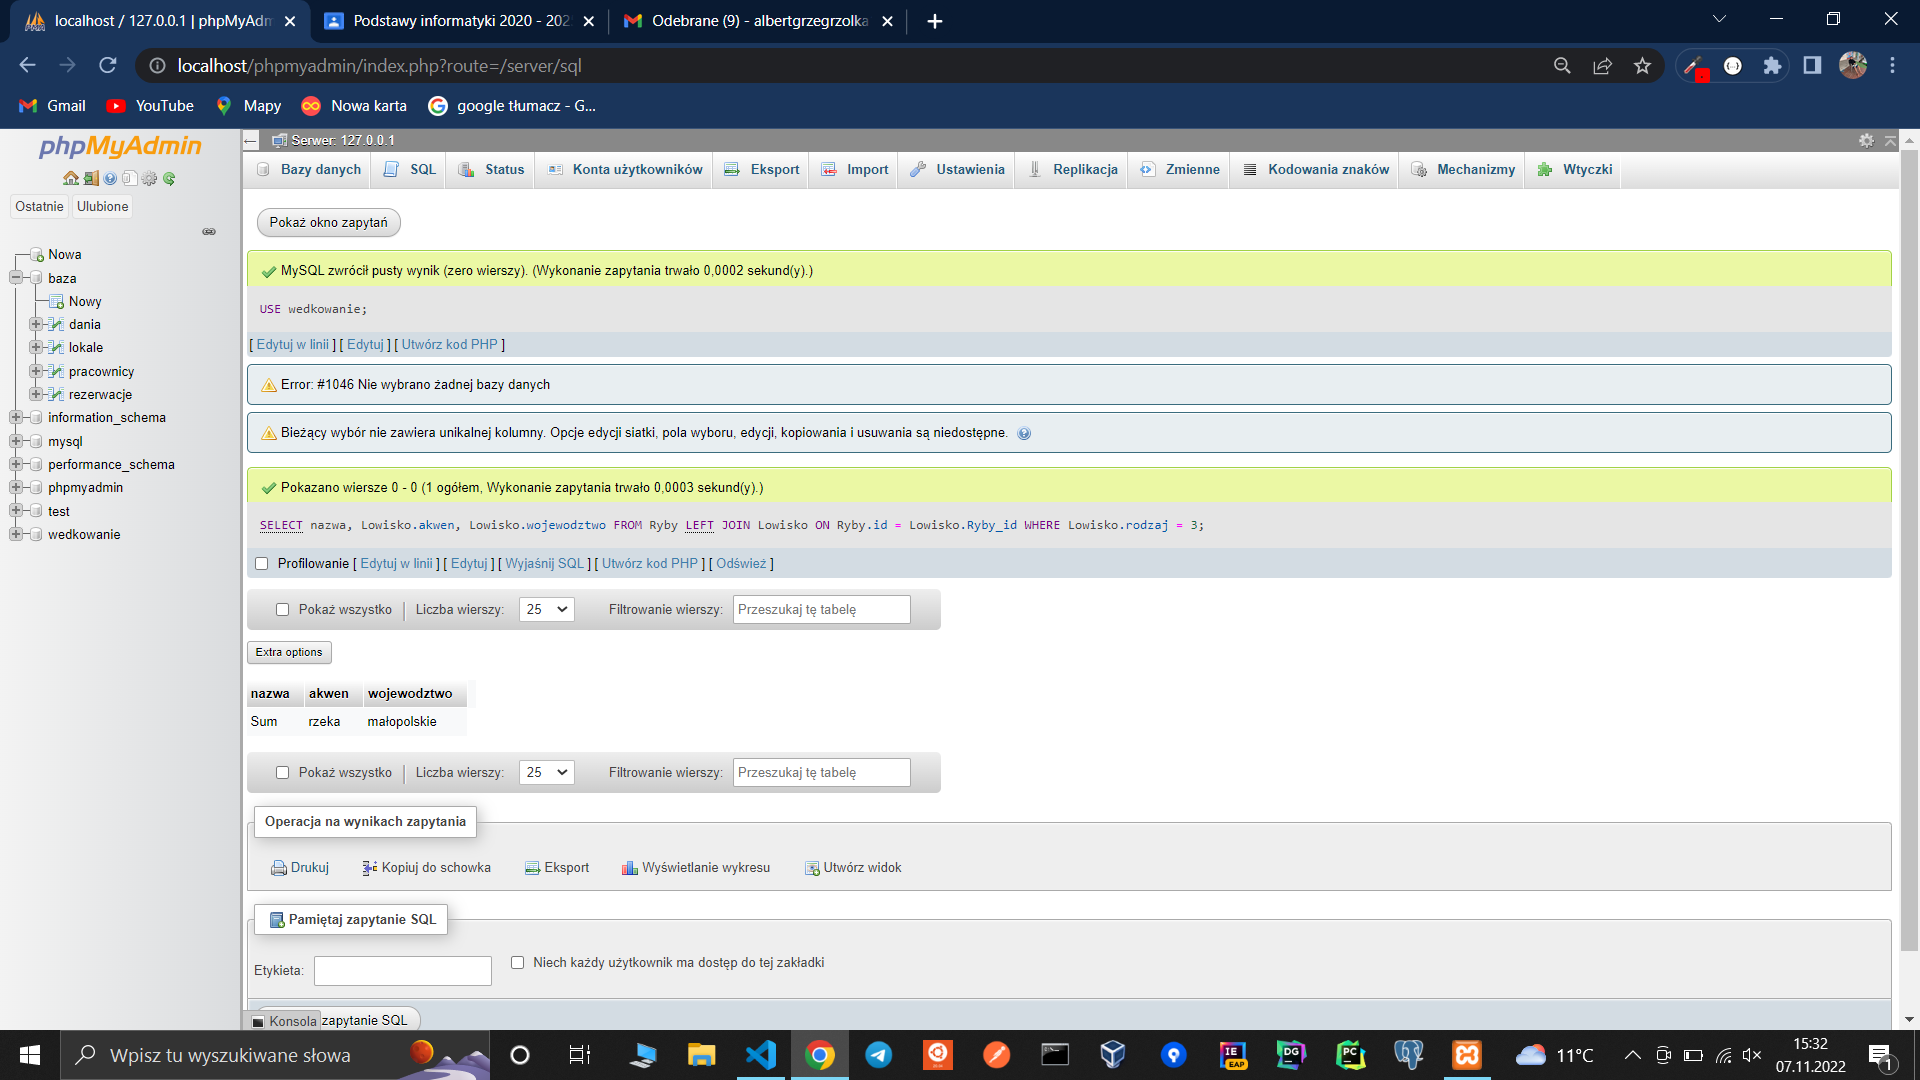 localhost / 127.0.0.1 | phpMyAdm
Podstawy informatyki 2020 - 202
Odebrane (9) - albertgrzegrzolka
localhost/phpmyadmin/index.php?route=/server/sql
Gmail
YouTube
Mapy
Nowa karta
google tłumacz - G...
phpMyAdmin
Ostatnie
Ulubione
Nowa
baza
Nowy
dania
lokale
pracownicy
rezerwacje
information_schema
mysql
performance_schema
phpmyadmin
test
wedkowanie
Serwer: 127.0.0.1
Bazy danych
SQL
Status
Konta użytkowników
Eksport
Import
Ustawienia
Replikacja
Zmienne
Kodowania znaków
Mechanizmy
Wtyczki
Pokaż okno zapytań
MySQL zwrócił pusty wynik (zero wierszy). (Wykonanie zapytania trwało 0,0002 sekund(y).)
USE wedkowanie;
[ Edytuj w linii ] [ Edytuj ] [ Utwórz kod PHP ]
Error: #1046 Nie wybrano żadnej bazy danych
Bieżący wybór nie zawiera unikalnej kolumny. Opcje edycji siatki, pola wyboru, edycji, kopiowania i usuwania są niedostępne.
Pokazano wiersze 0 - 0 (1 ogółem, Wykonanie zapytania trwało 0,0003 sekund(y).)
SELECT nazwa, Lowisko.akwen, Lowisko.wojewodztwo FROM Ryby LEFT JOIN Lowisko ON Ryby.id = Lowisko.Ryby_id WHERE Lowisko.rodzaj = 3;
Profilowanie [ Edytuj w linii ] [ Edytuj ] [ Wyjaśnij SQL ] [ Utwórz kod PHP ] [ Odśwież ]
Pokaż wszystko | Liczba wierszy: 25 Filtrowanie wierszy: Przeszukaj tę tabelę
Extra options
nazwa akwen wojewodztwo
Sum rzeka małopolskie
Pokaż wszystko | Liczba wierszy: 25 Filtrowanie wierszy: Przeszukaj tę tabelę
Operacja na wynikach zapytania
Drukuj
Kopiuj do schowka
Eksport
Wyświetlanie wykresu
Utwórz widok
Pamiętaj zapytanie SQL
Etykieta:
Niech każdy użytkownik ma dostęp do tej zakładki
Konsola
zapytanie SQL
Wpisz tu wyszukiwane słowa
IE
EAP
DG
PC
11°C
15:32
07.11.2022
1